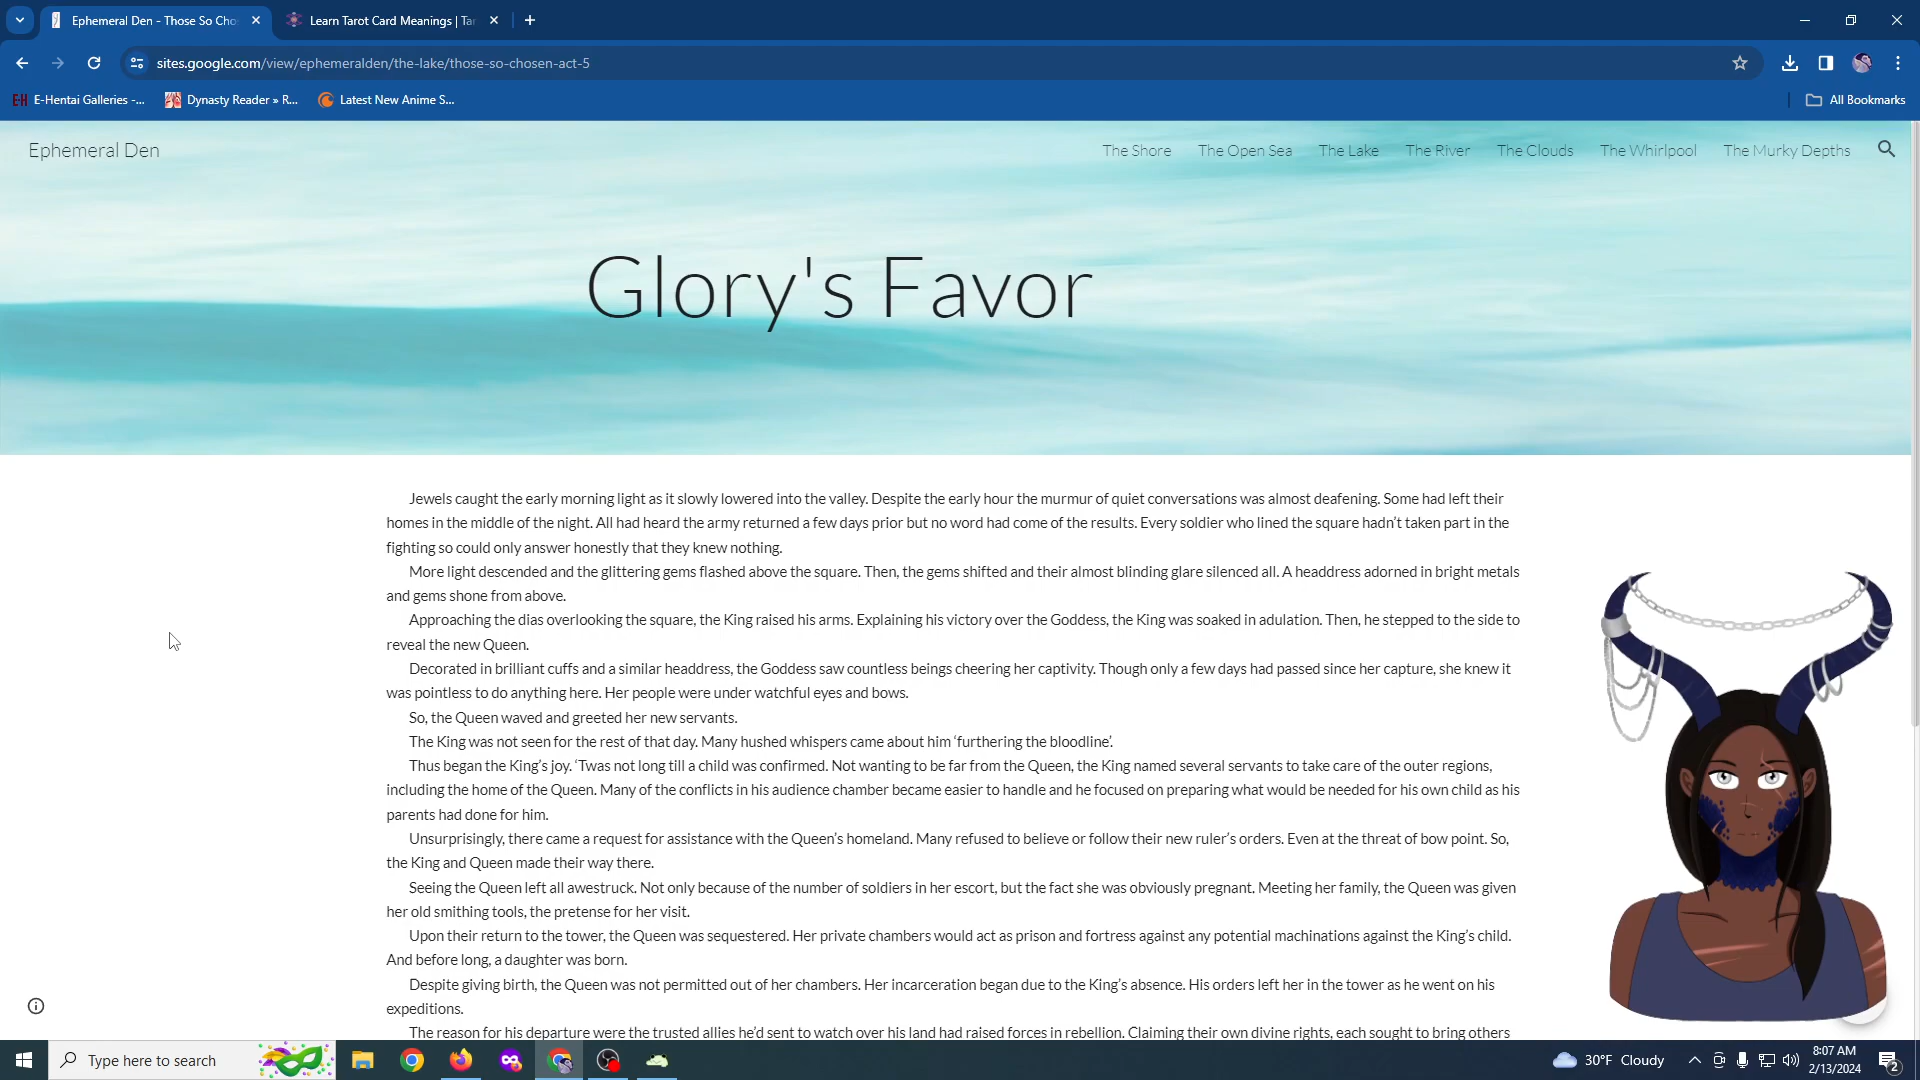 Ephemeral Den - Those So Cho
Learn Tarot Card Meanings | Tar
sites.google.com/view/ephemeralden/the-lake/those-so-chosen-act-5
E-Hentai Galleries -...
Dynasty Reader » R...
Latest New Anime S...
All Bookmarks
Ephemeral Den
The Shore
The Open Sea
The Lake
The River
The Clouds
The Whirlpool
The Murky Depths
Glory's Favor
Jewels caught the early morning light as it slowly lowered into the valley. Despite the early hour the murmur of quiet conversations was almost deafening. Some had left their
homes in the middle of the night. All had heard the army returned a few days prior but no word had come of the results. Every soldier who lined the square hadn’t taken part in the
fighting so could only answer honestly that they knew nothing.
More light descended and the glittering gems flashed above the square. Then, the gems shifted and their almost blinding glare silenced all. A headdress adorned in bright metals
and gems shone from above.
Approaching the dias overlooking the square, the King raised his arms. Explaining his victory over the Goddess, the King was soaked in adulation. Then, he stepped to the side to
reveal the new Queen.
Decorated in brilliant cuffs and a similar headdress, the Goddess saw countless beings cheering her captivity. Though only a few days had passed since her capture, she knew it
was pointless to do anything here. Her people were under watchful eyes and bows.
So, the Queen waved and greeted her new servants.
The King was not seen for the rest of that day. Many hushed whispers came about him ‘furthering the bloodline’.
Thus began the King’s joy. ‘Twas not long till a child was confirmed. Not wanting to be far from the Queen, the King named several servants to take care of the outer regions,
including the home of the Queen. Many of the conflicts in his audience chamber became easier to handle and he focused on preparing what would be needed for his own child as his
parents had done for him.
Unsurprisingly, there came a request for assistance with the Queen’s homeland. Many refused to believe or follow their new ruler’s orders. Even at the threat of bow point. So,
the King and Queen made their way there.
Seeing the Queen left all awestruck. Not only because of the number of soldiers in her escort, but the fact she was obviously pregnant. Meeting her family, the Queen was given
her old smithing tools, the pretense for her visit.
Upon their return to the tower, the Queen was sequestered. Her private chambers would act as prison and fortress against any potential machinations against the King’s child.
And before long, a daughter was born.
Despite giving birth, the Queen was not permitted out of her chambers. Her incarceration began due to the King’s absence. His orders left her in the tower as he went on his
expeditions.
The reason for his departure were the trusted allies he’d sent to watch over his land had raised forces in rebellion. Claiming their own divine rights, each sought to bring others
Type here to search
30°F Cloudy
8:07 AM
2/13/2024
2